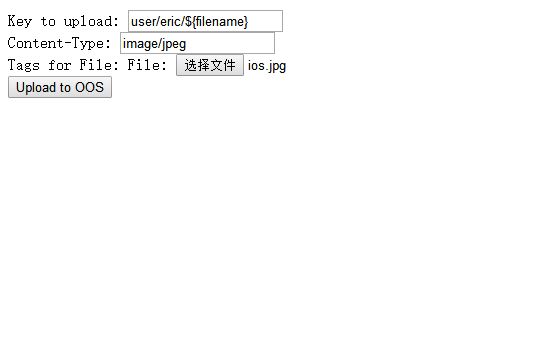 Key to upload: user/eric/${filename}
Content-Type: image/jpeg
Tags for File: File: 选择文件 ios.jpg
Upload to OOS